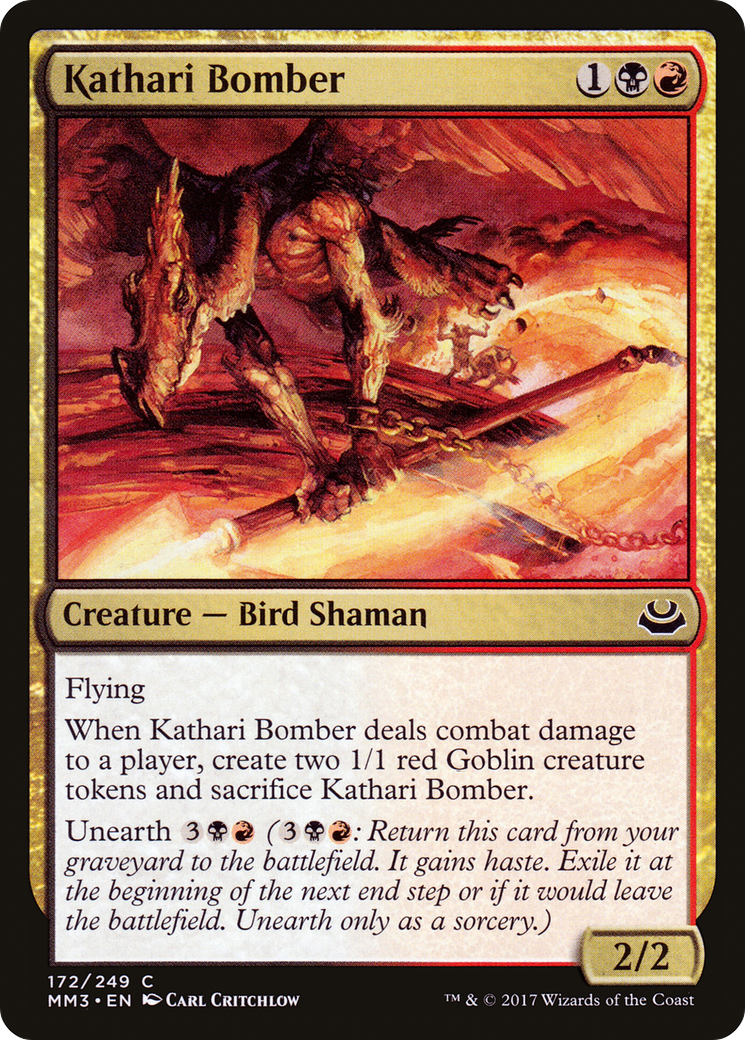 Kathari Bomber 1
Creature — Bird Shaman
Flying
When Kathari Bomber deals combat damage
to a player, create two 1/1 red Goblin creature
tokens and sacrifice Kathari Bomber.
Unearth 3 (3: Return this card from your
graveyard to the battlefield. It gains haste. Exile it at
the beginning of the next end step or if it would leave
the battlefield. Unearth only as a sorcery.)
2/2
172/249 C
MM3 • EN Carl Critchlow
™ & © 2017 Wizards of the Coast